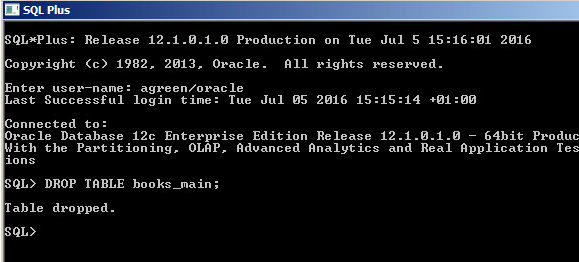 SQL Plus
SQL*Plus: Release 12.1.0.1.0 Production on Tue Jul 5 15:16:01 2016
Copyright (c) 1982, 2013, Oracle.  All rights reserved.
Enter user-name: agreen/oracle
Last Successful login time: Tue Jul 05 2016 15:15:14 +01:00
Connected to:
Oracle Database 12c Enterprise Edition Release 12.1.0.1.0 - 64bit Produc
With the Partitioning, OLAP, Advanced Analytics and Real Application Tes
ions
SQL> DROP TABLE books_main;
Table dropped.
SQL>